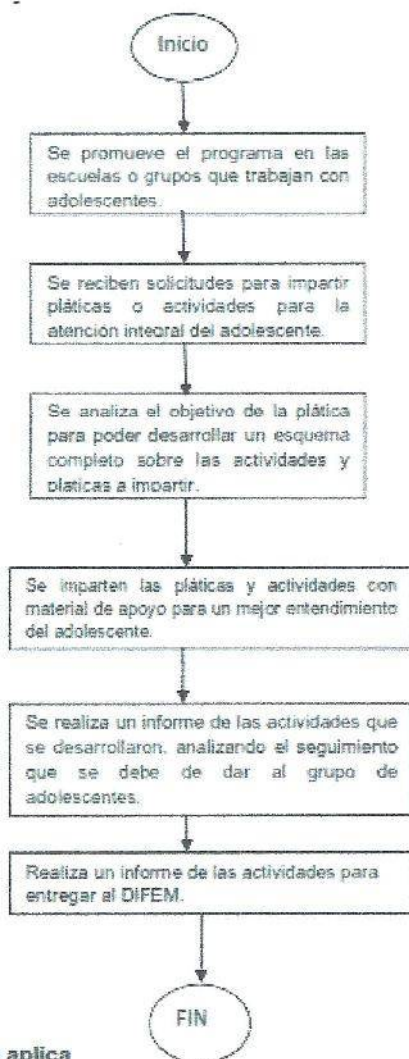 Inicio
Se promueve el programa en las
escuelas o grupos que trabajan con
adolescentes.
Se reciben solicitudes para impartir
pláticas o actividades para la
atención integral del adolescente.
Se analiza el objetivo de la plática
para poder desarrollar un esquema
completo sobre las actividades y
platicas a impartir.
Se imparten las pláticas y actividades con
material de apoyo para un mejor entendimiento
del adolescente.
Se realiza un informe de las actividades que
se desarrollaron, analizando el seguimiento
que se debe de dar al grupo de
adolescentes.
Realiza un informe de las actividades para
entregar al DIFEM.
FIN
aplica